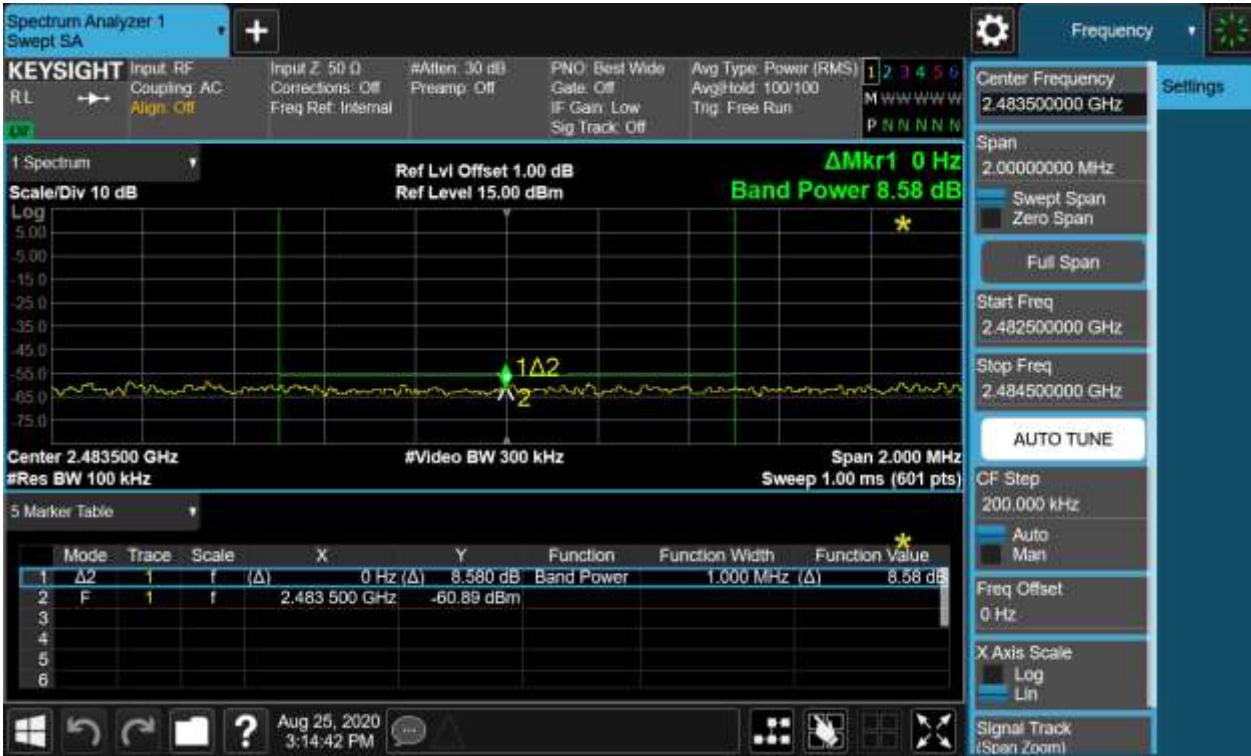 Spectrum Analyzer 1
Swept SA
+
Frequency
KEYSIGHT
RL
Input: RF
Coupling: AC
Align: Off
Input Z: 50 Ω
Corrections: Off
Freq Ref: Internal
#Atten: 30 dB
Preamp: Off
PNO: Best Wide
Gate: Off
IF Gain: Low
Sig Track: Off
Avg Type: Power (RMS)
Avg|Hold: 100/100
Trig: Free Run
1 2 3 4 5 6
M W W W W W
P N N N N N
1 Spectrum
Scale/Div 10 dB
Ref Lvl Offset 1.00 dB
Ref Level 15.00 dBm
ΔMkr1 0 Hz
Band Power 8.58 dB
Log
5.00
-5.00
-15.0
-25.0
-35.0
-45.0
-55.0
-65.0
-75.0
1Δ2
2
Center 2.483500 GHz
#Res BW 100 kHz
#Video BW 300 kHz
Span 2.000 MHz
Sweep 1.00 ms (601 pts)
5 Marker Table
Mode Trace Scale X Y Function Function Width Function Value
1 Δ2 1 f (Δ) 0 Hz (Δ) 8.580 dB Band Power 1.000 MHz (Δ) 8.58 dB
2 F 1 f 2.483 500 GHz -60.89 dBm
3
4
5
6
Aug 25, 2020
3:14:42 PM
Center Frequency
2.483500000 GHz
Span
2.00000000 MHz
Swept Span
Zero Span
Full Span
Start Freq
2.482500000 GHz
Stop Freq
2.484500000 GHz
AUTO TUNE
CF Step
200.000 kHz
Auto
Man
Freq Offset
0 Hz
X Axis Scale
Log
Lin
Signal Track
(Span Zoom)
Settings